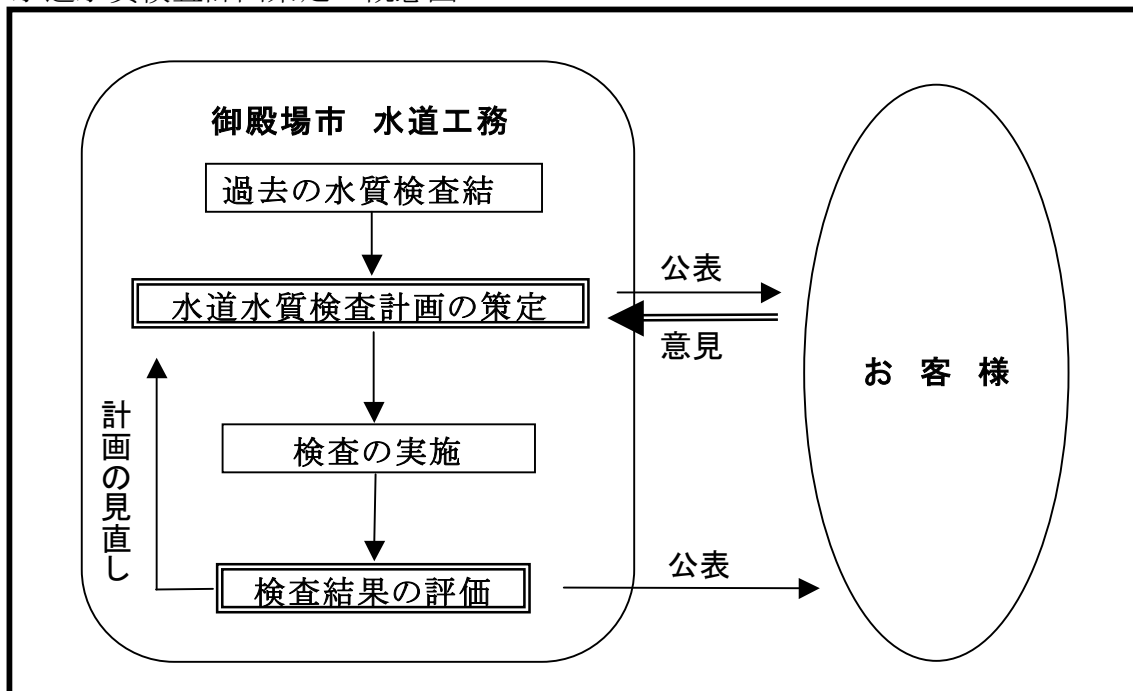 御殿場市 水道工務
過去の水質検査結
水道水質検査計画の策定
公表
意見
お 客 様
計画の見直し
検査の実施
検査結果の評価
公表